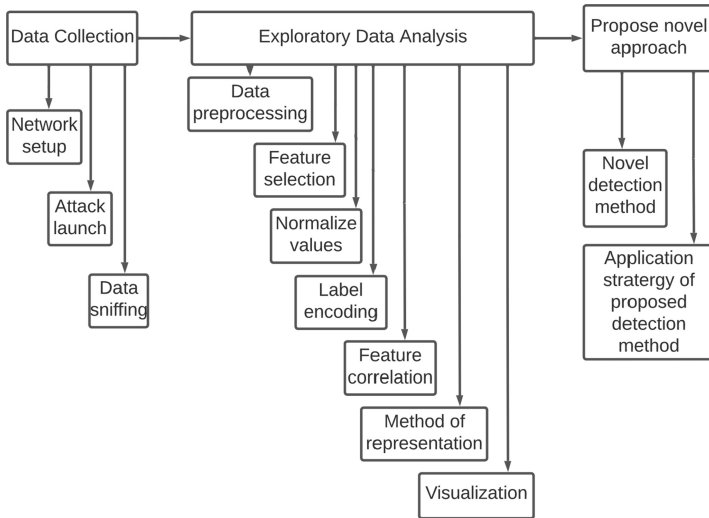 Data Collection
Exploratory Data Analysis
Propose novel
approach
Data
preprocessing
Network
setup
Feature
selection
Novel
detection
method
Attack
launch
Normalize
values
Data
sniffing
Label
encoding
Application
stratergy of
proposed
detection
method
Feature
correlation
Method of
representation
Visualization